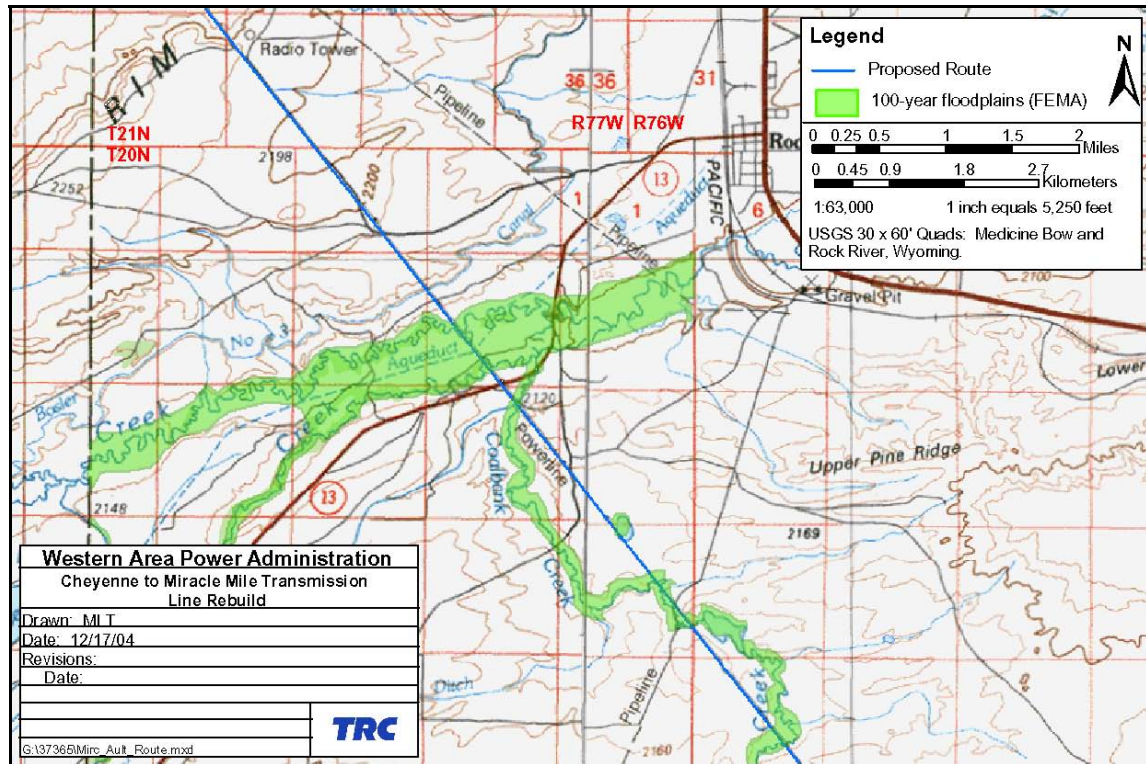 Radio Tower
RIM
T21N
T20N
2198
2200
2252
Pipeline
36 36
31
R77W R76W
13
PACIFIC
1
1
6
Aqueduct
Pipeline
Canal
No 2
Aqueduct
Bosler
Creek
Creek
13
2148
2120
Coalbank
Creek
Powerline
Gravel Pit
2100
Lower
Upper Pine Ridge
2169
Ditch
Pipeline
Creek
2160
Legend
Proposed Route
100-year floodplains (FEMA)
N
0 0.25 0.5 1 1.5 2
Miles
0 0.45 0.9 1.8 2.7
Kilometers
1:63,000 1 inch equals 5,250 feet
USGS 30 x 60' Quads: Medicine Bow and
Rock River, Wyoming.
Western Area Power Administration
Cheyenne to Miracle Mile Transmission
Line Rebuild
Drawn: MLT
Date: 12/17/04
Revisions:
Date:
TRC
G:\37365\Mirc_Ault_Route.mxd